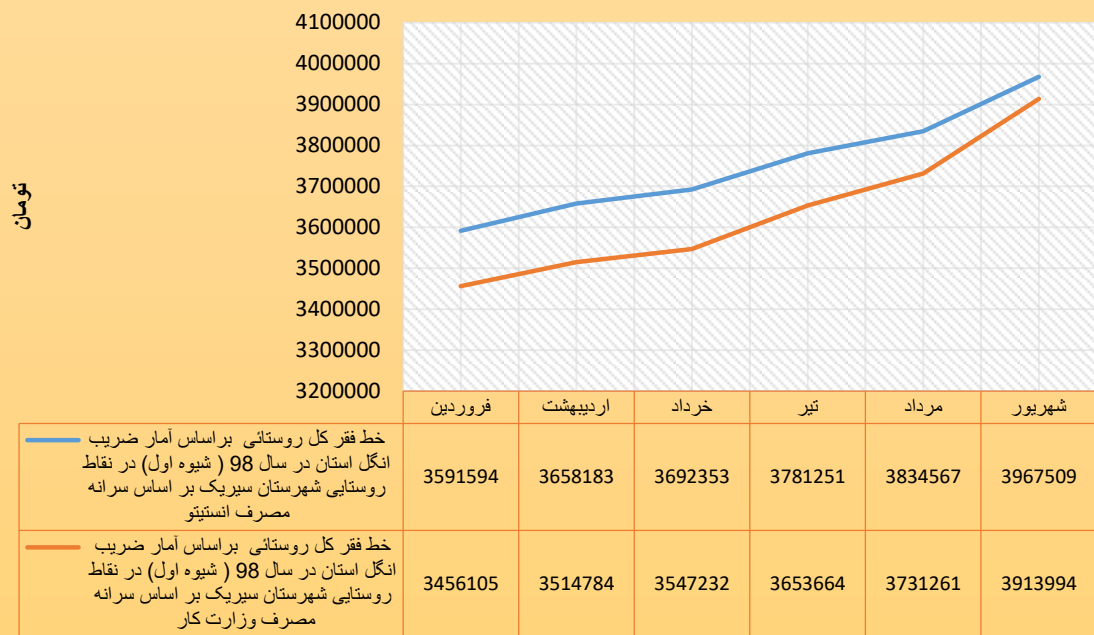 4100000
4000000
3900000
3800000
3700000
3600000
3500000
3400000
3300000
3200000
تومان
فروردین اردیبهشت خرداد تیر مرداد شهریور
خط فقر کل روستائی براساس آمار ضریب
انگل استان در سال 98 ( شیوه اول) در نقاط
روستایی شهرستان سیریک بر اساس سرانه
مصرف انستیتو
3591594 3658183 3692353 3781251 3834567 3967509
خط فقر کل روستائی براساس آمار ضریب
انگل استان در سال 98 ( شیوه اول) در نقاط
روستایی شهرستان سیریک بر اساس سرانه
مصرف وزارت کار
3456105 3514784 3547232 3653664 3731261 3913994